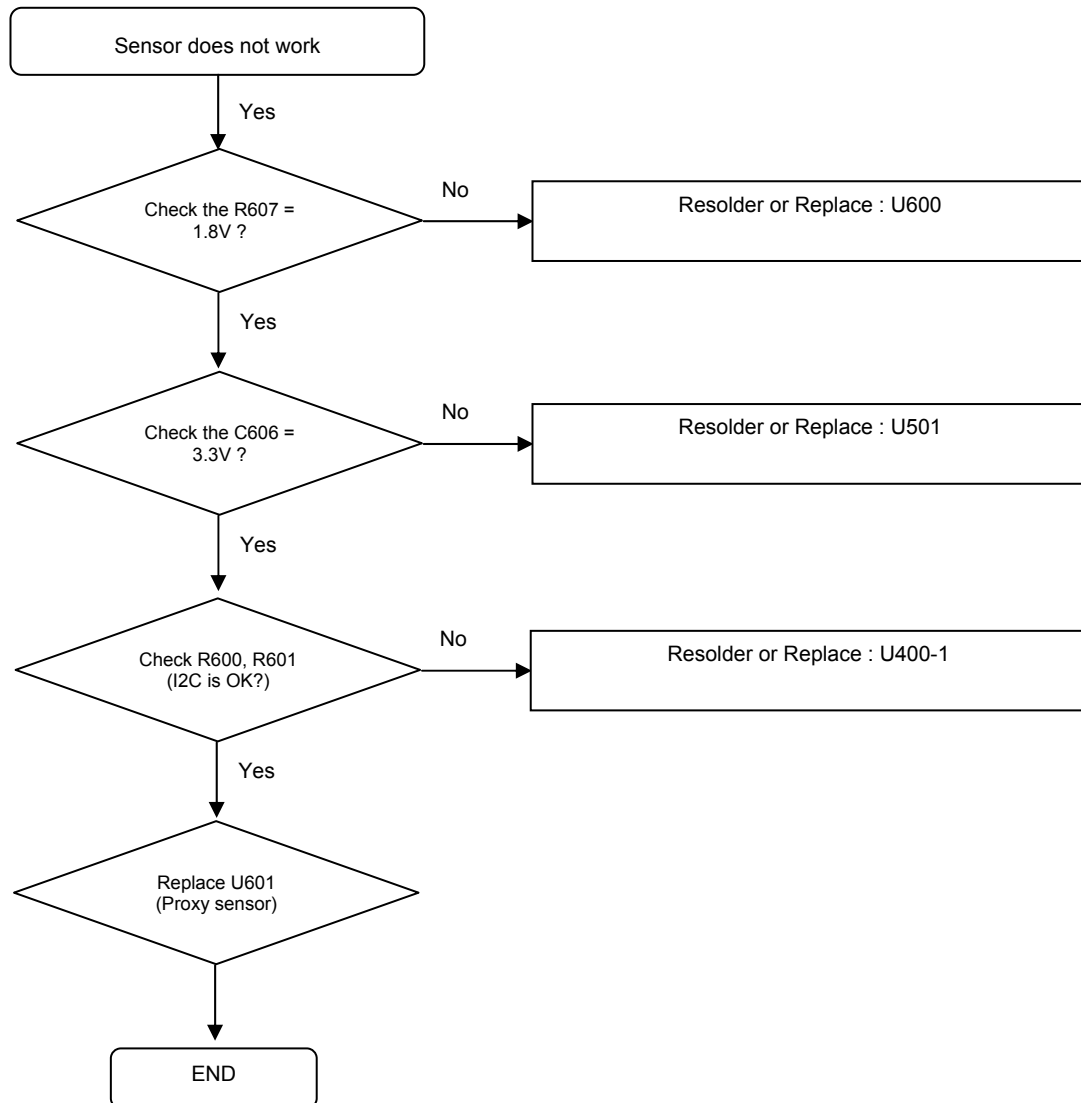 Sensor does not work
Yes
Check the R607 =
1.8V ?
No
Resolder or Replace : U600
Yes
Check the C606 =
3.3V ?
No
Resolder or Replace : U501
Yes
Check R600, R601
(I2C is OK?)
No
Resolder or Replace : U400-1
Yes
Replace U601
(Proxy sensor)
END